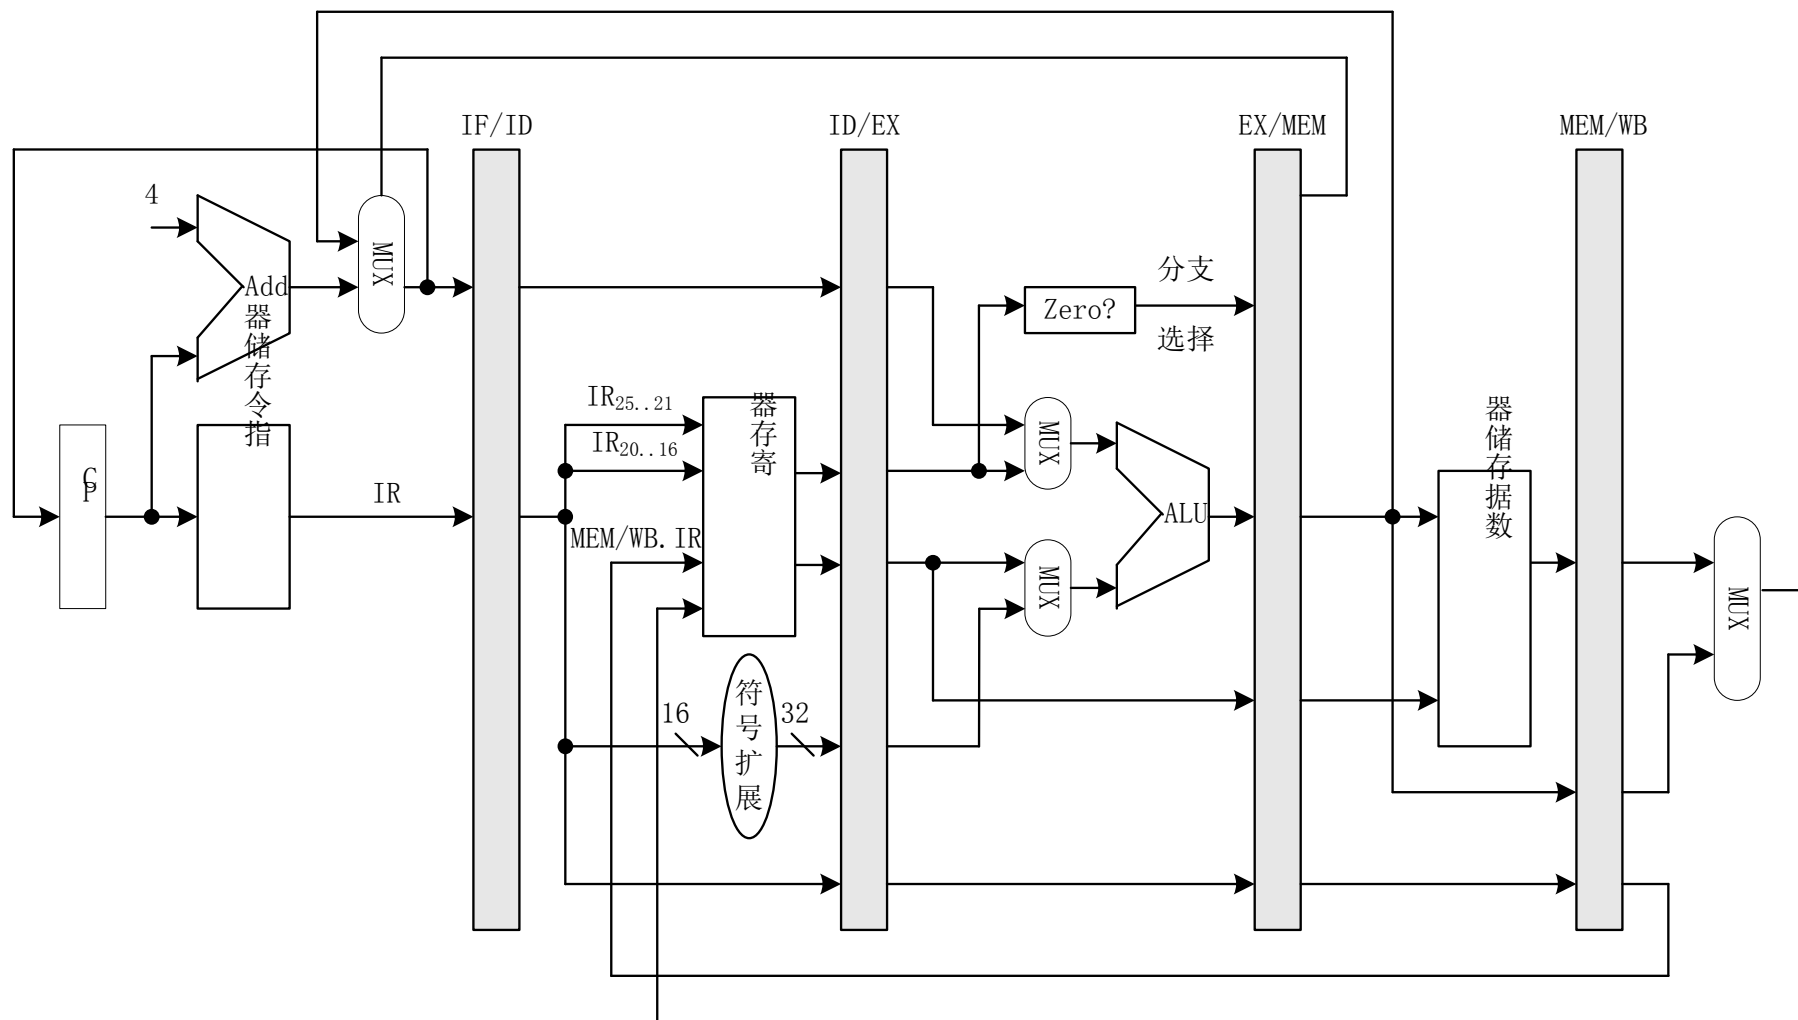 IF/ID
ID/EX
EX/MEM
MEM/WB
4
Add
MUX
分支
Zero?
选择
器储存令指
IR25..21
IR20..16
器存寄
MUX
器储存据数
CP
IR
MEM/WB.IR
ALU
MUX
MUX
16
符号扩展
32